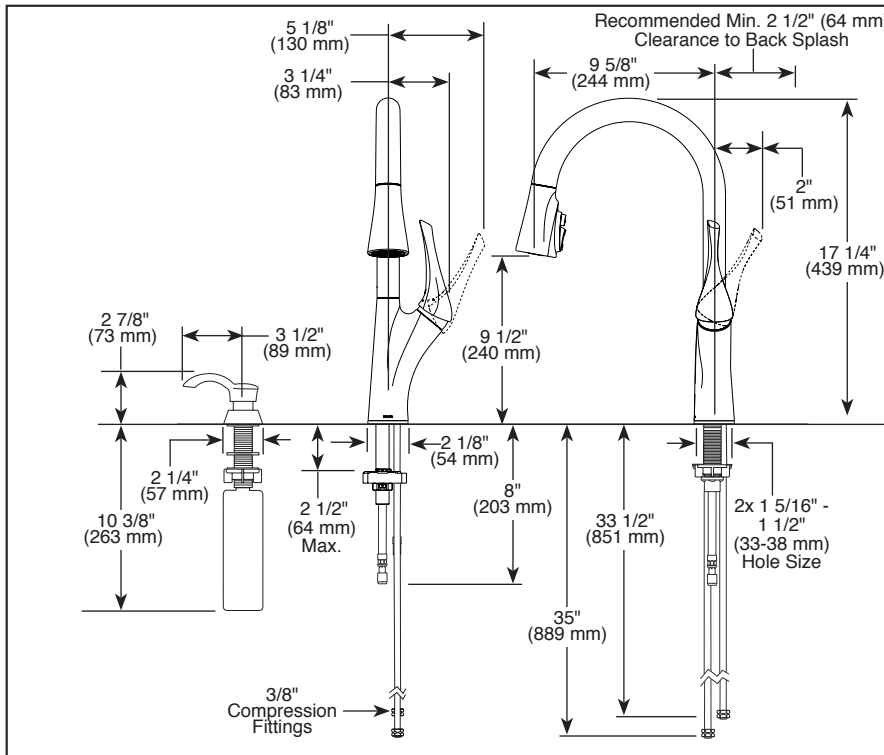 5 1/8"
(130 mm)
3 1/4"
(83 mm)
Recommended Min. 2 1/2" (64 mm)
Clearance to Back Splash
9 5/8"
(244 mm)
2"
(51 mm)
17 1/4"
(439 mm)
2 7/8"
(73 mm)
3 1/2"
(89 mm)
9 1/2"
(240 mm)
2 1/4"
(57 mm)
10 3/8"
(263 mm)
2 1/2"
(64 mm)
Max.
2 1/8"
(54 mm)
8"
(203 mm)
33 1/2"
(851 mm)
35"
(889 mm)
2x 1 5/16" -
1 1/2"
(33-38 mm)
Hole Size
3/8"
Compression
Fittings